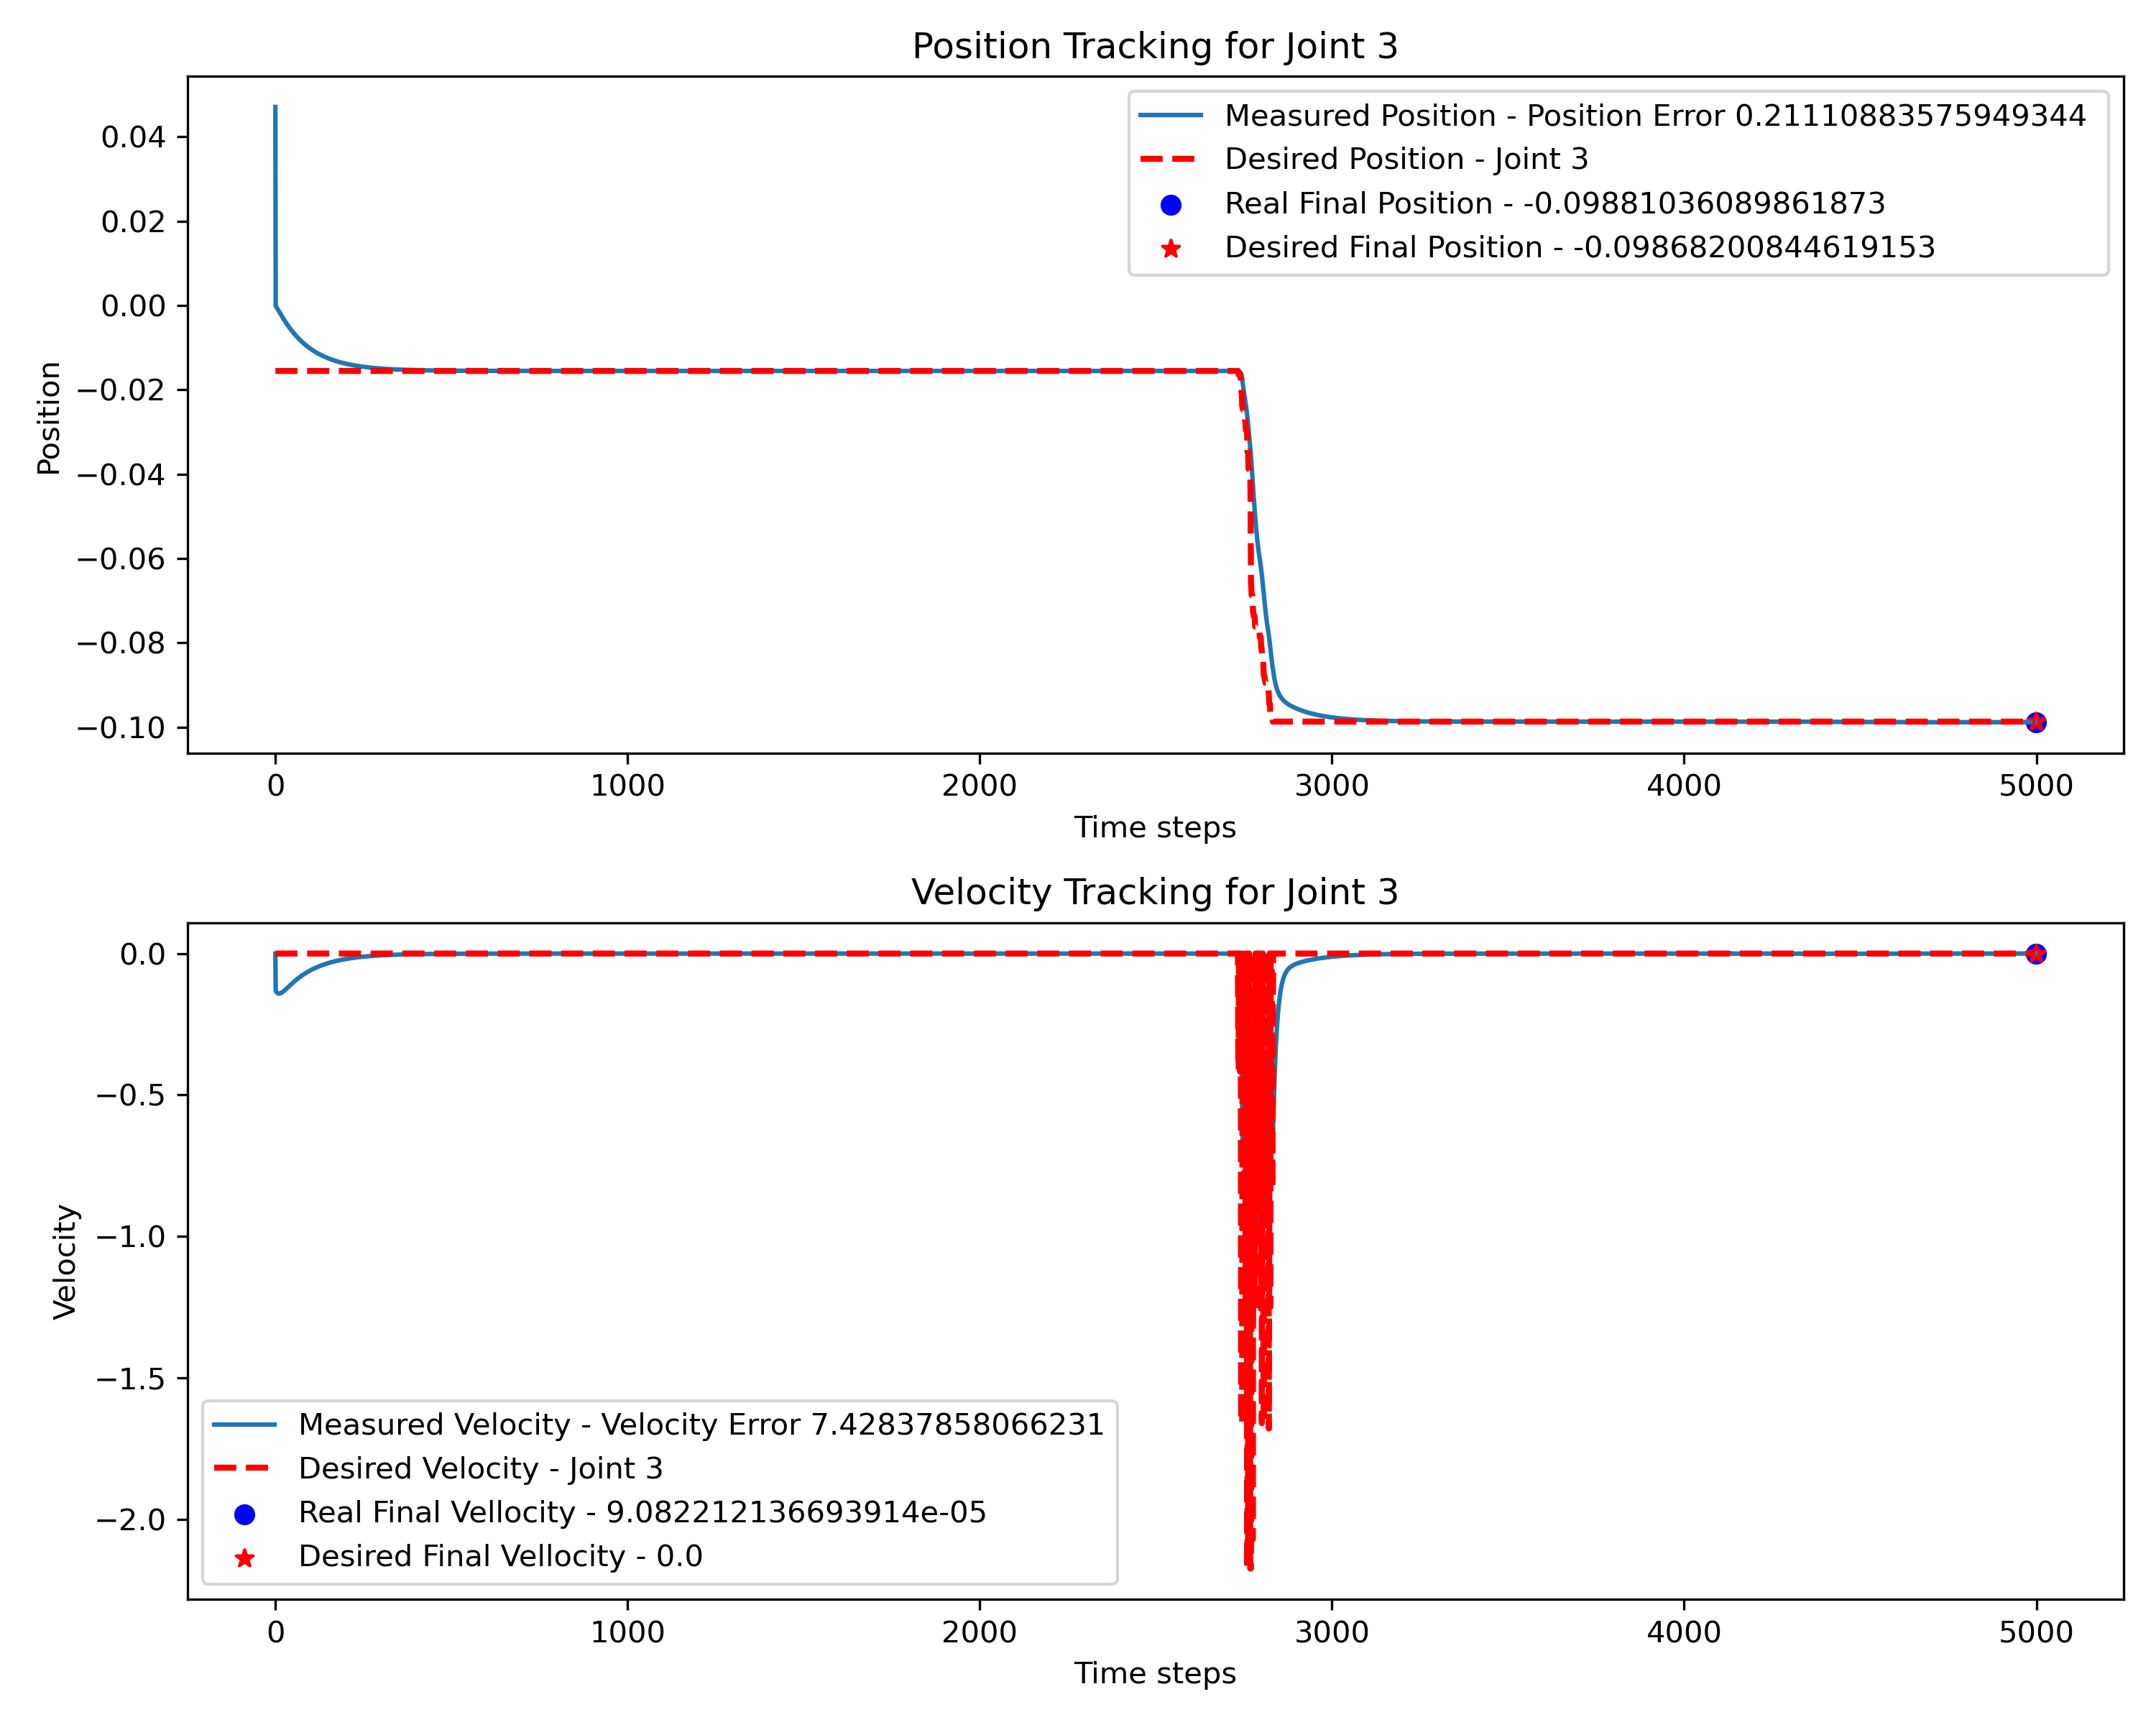 Position Tracking for Joint 3
Measured Position - Position Error 0.21110883575949344
Desired Position - Joint 3
Real Final Position - -0.09881036089861873
Desired Final Position - -0.09868200844619153
0.04
0.02
0.00
−0.02
−0.04
−0.06
−0.08
−0.10
Position
0 1000 2000 3000 4000 5000
Time steps
Velocity Tracking for Joint 3
0.0
−0.5
−1.0
−1.5
−2.0
Velocity
Measured Velocity - Velocity Error 7.42837858066231
Desired Velocity - Joint 3
Real Final Vellocity - 9.082212136693914e-05
Desired Final Vellocity - 0.0
0 1000 2000 3000 4000 5000
Time steps